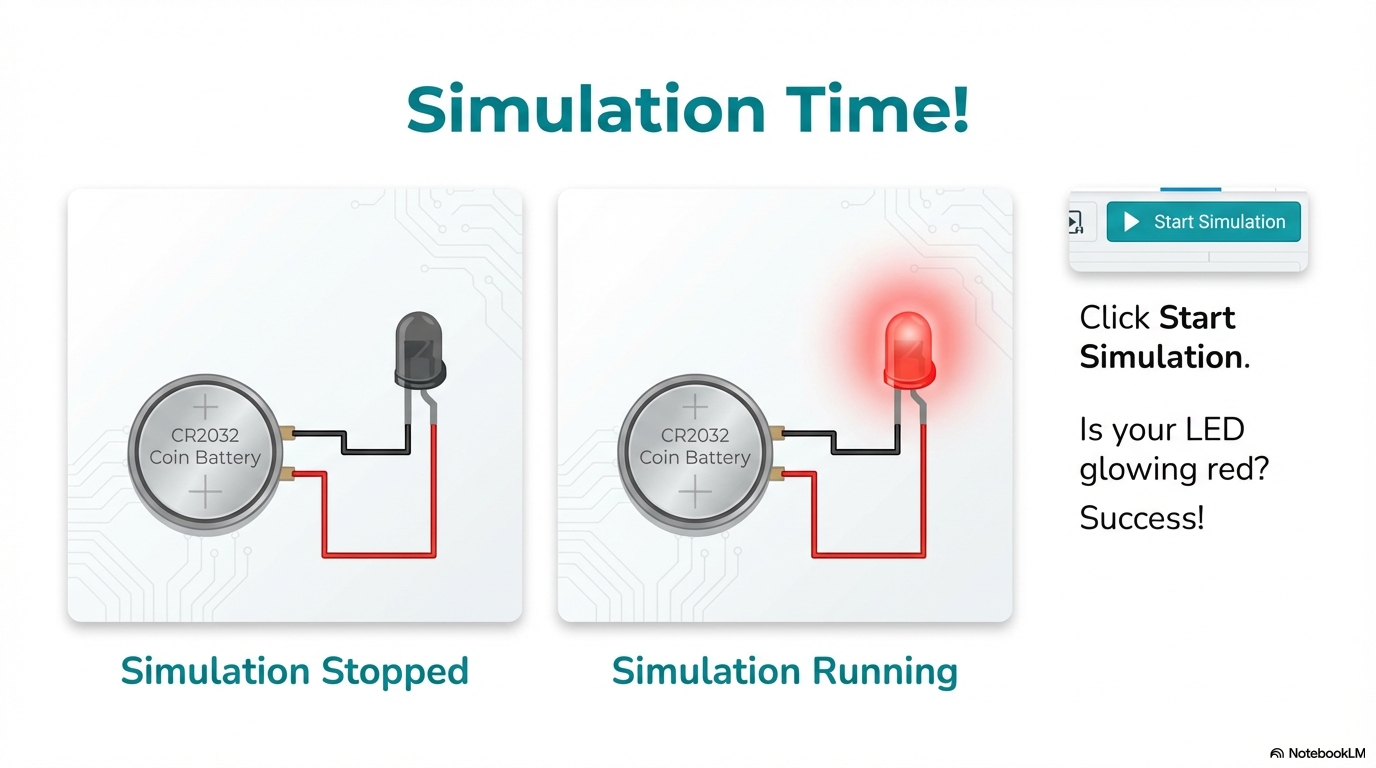 Simulation Time!
CR2032
Coin Battery
CR2032
Coin Battery
Start Simulation
Click Start
Simulation.
Is your LED
glowing red?
Success!
Simulation Stopped
Simulation Running
NotebookLM